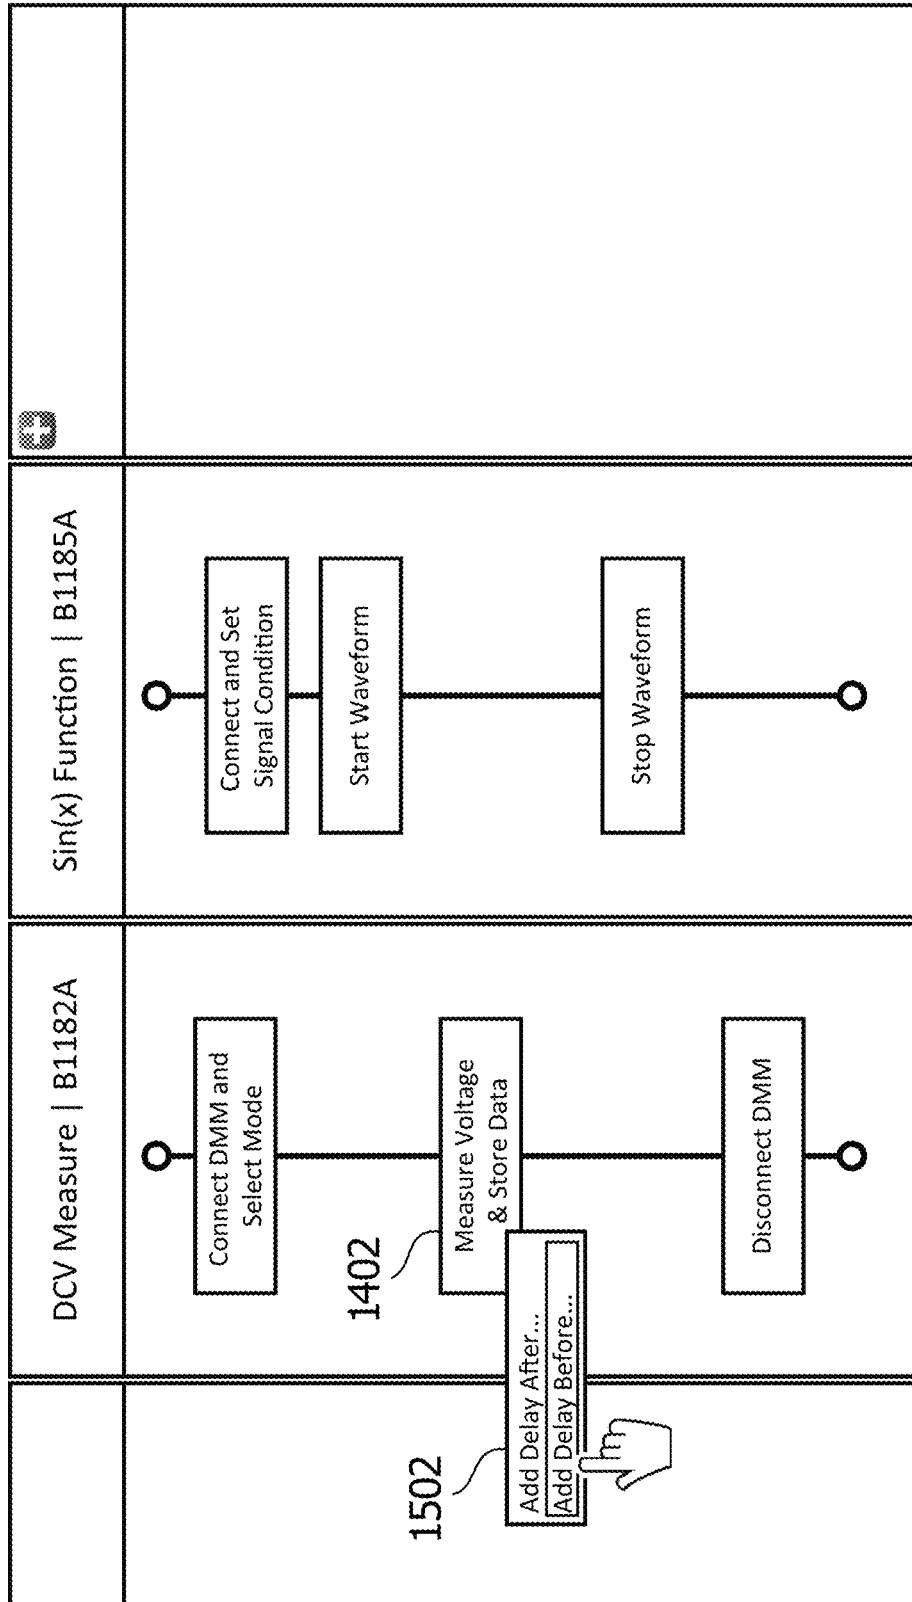 DCV Measure | B1182A
Connect DMM and
Select Mode
1402
Measure Voltage
& Store Data
1502
Add Delay After...
Add Delay Before...
Disconnect DMM
Sin(x) Function | B1185A
Connect and Set
Signal Condition
Start Waveform
Stop Waveform